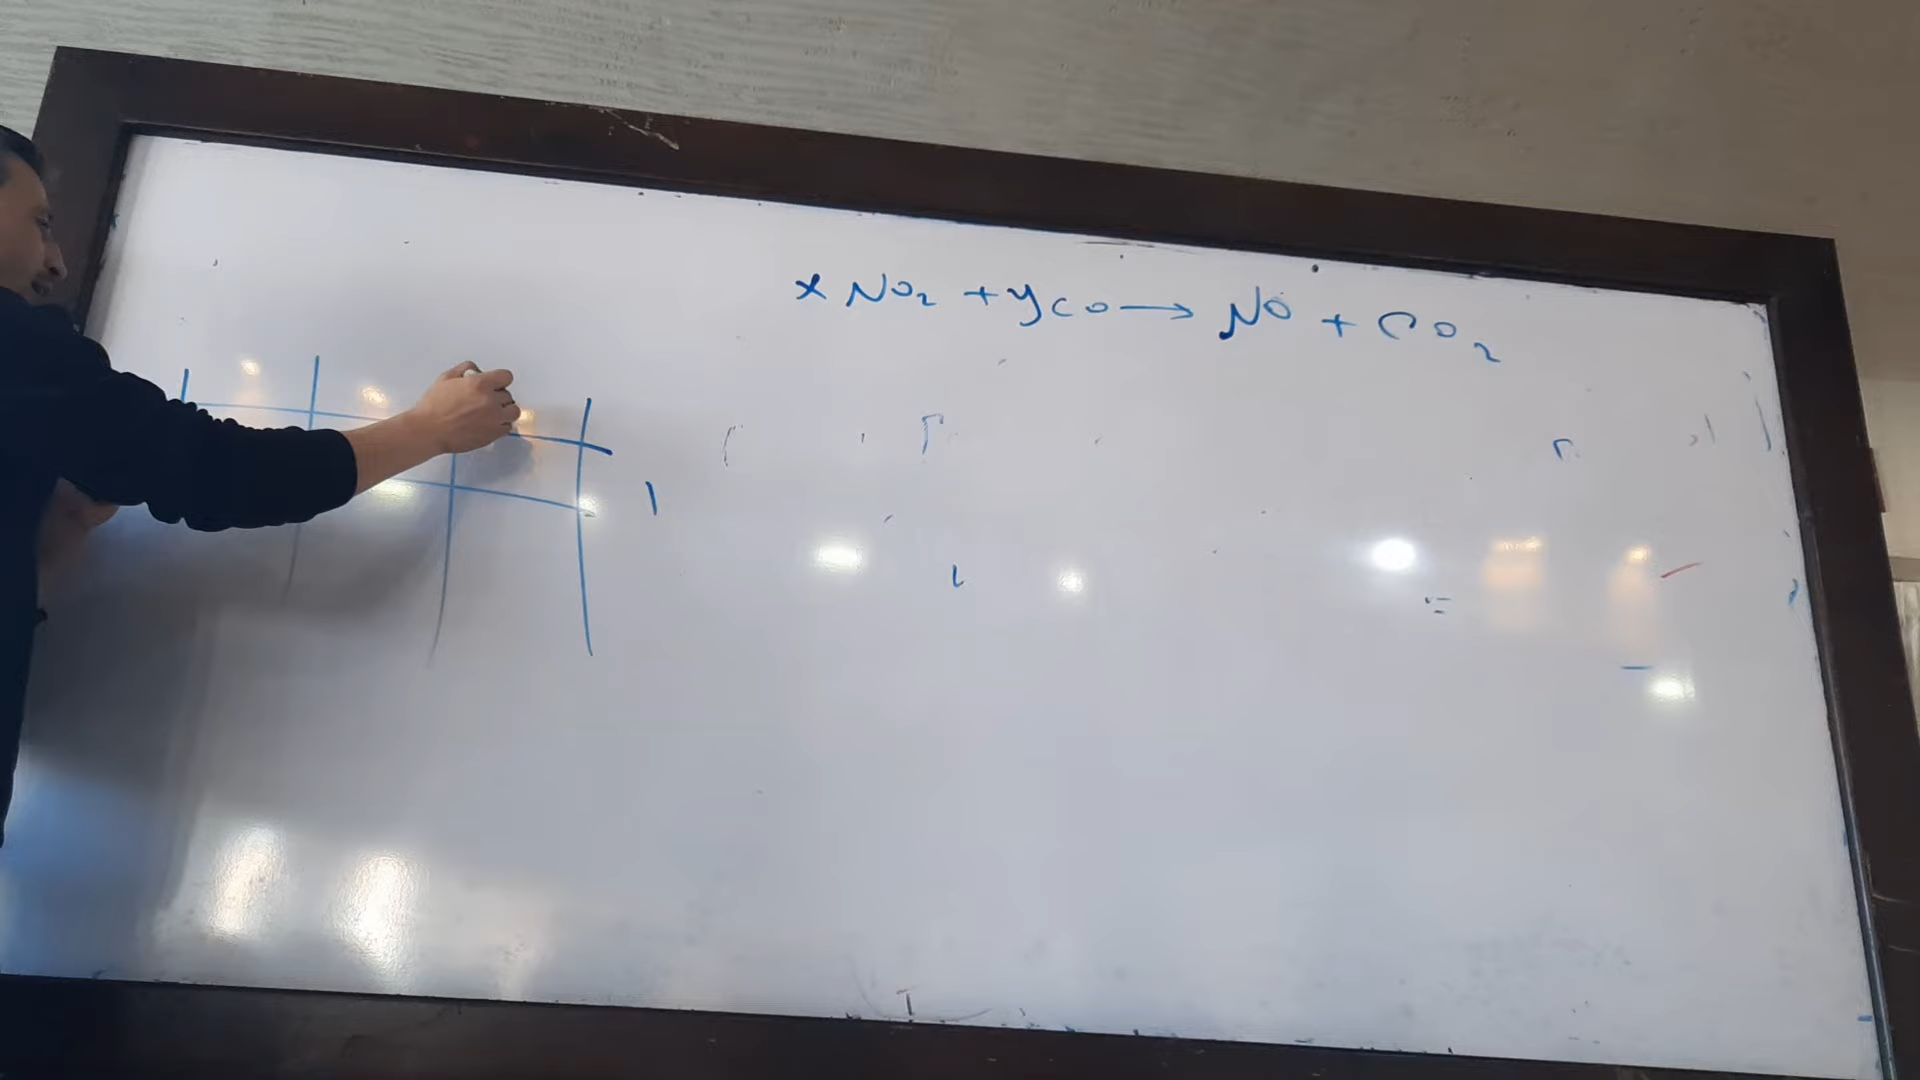 x NO₂ + y CO → NO + CO₂